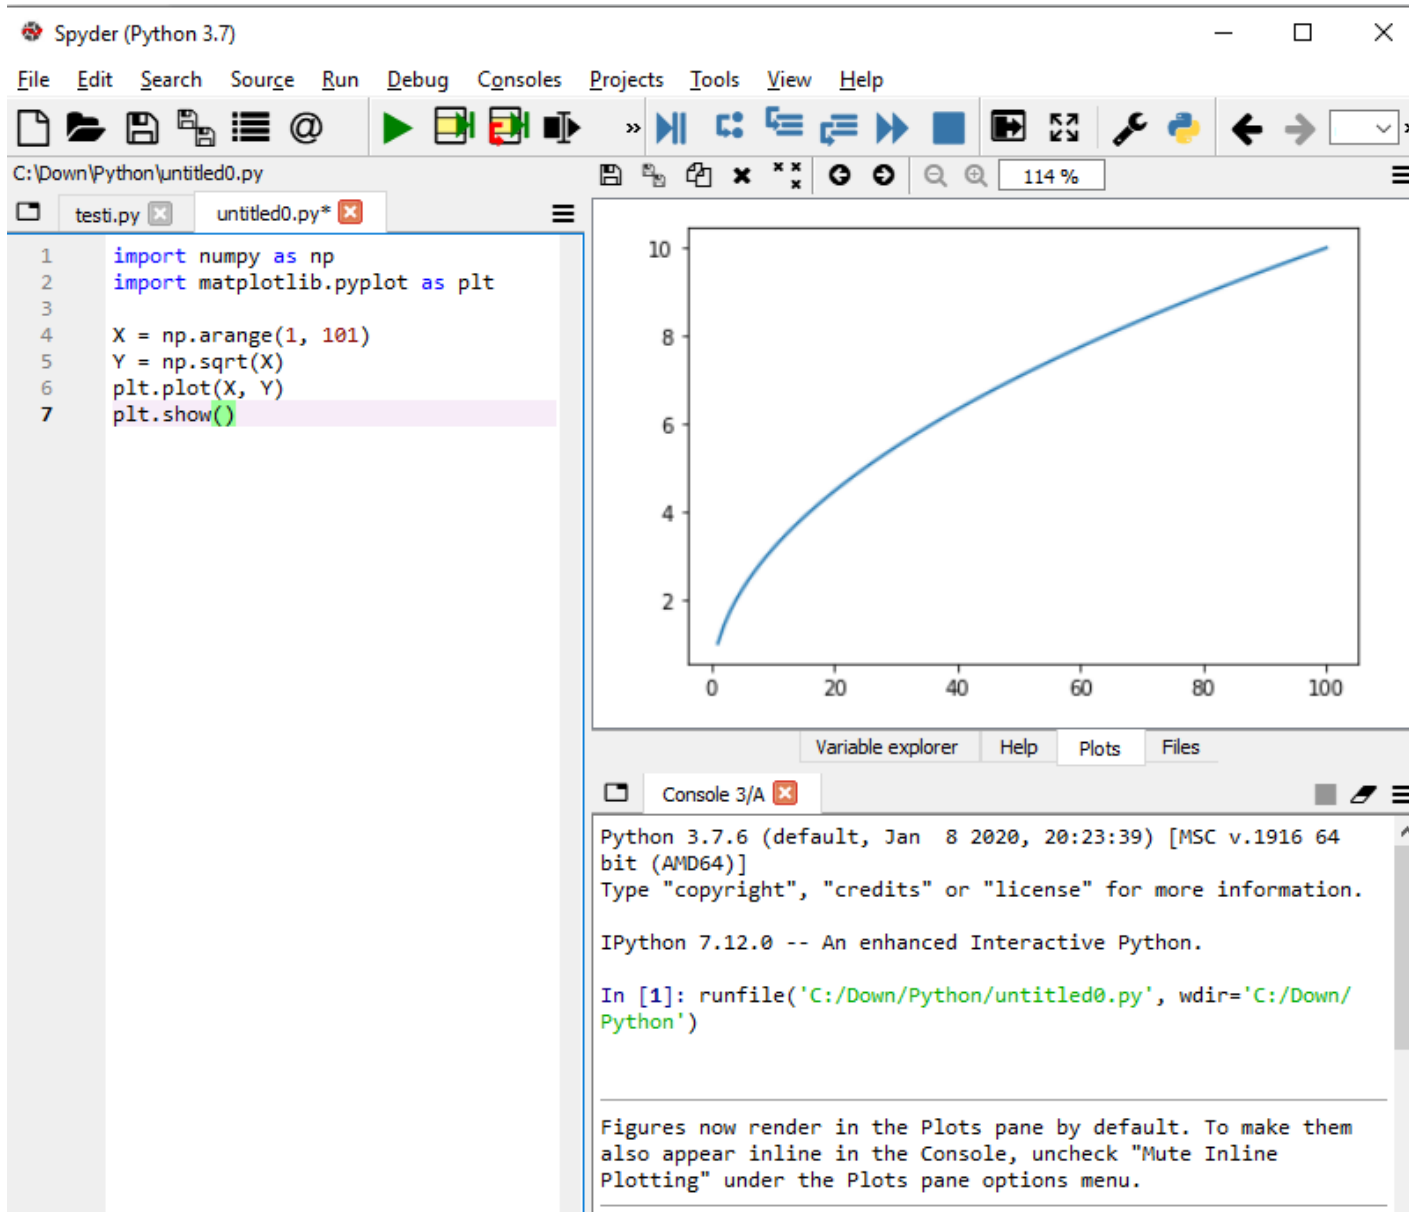 Spyder (Python 3.7)
File Edit Search Source Run Debug Consoles Projects Tools View Help
C:\Down\Python\untitled0.py
114 %
testi.py untitled0.py*
1 import numpy as np
2 import matplotlib.pyplot as plt
3
4 X = np.arange(1, 101)
5 Y = np.sqrt(X)
6 plt.plot(X, Y)
7 plt.show()
10
8
6
4
2
0 20 40 60 80 100
Variable explorer Help Plots Files
Console 3/A
Python 3.7.6 (default, Jan  8 2020, 20:23:39) [MSC v.1916 64
bit (AMD64)]
Type "copyright", "credits" or "license" for more information.
IPython 7.12.0 -- An enhanced Interactive Python.
In [1]: runfile('C:/Down/Python/untitled0.py', wdir='C:/Down/
Python')
Figures now render in the Plots pane by default. To make them
also appear inline in the Console, uncheck "Mute Inline
Plotting" under the Plots pane options menu.